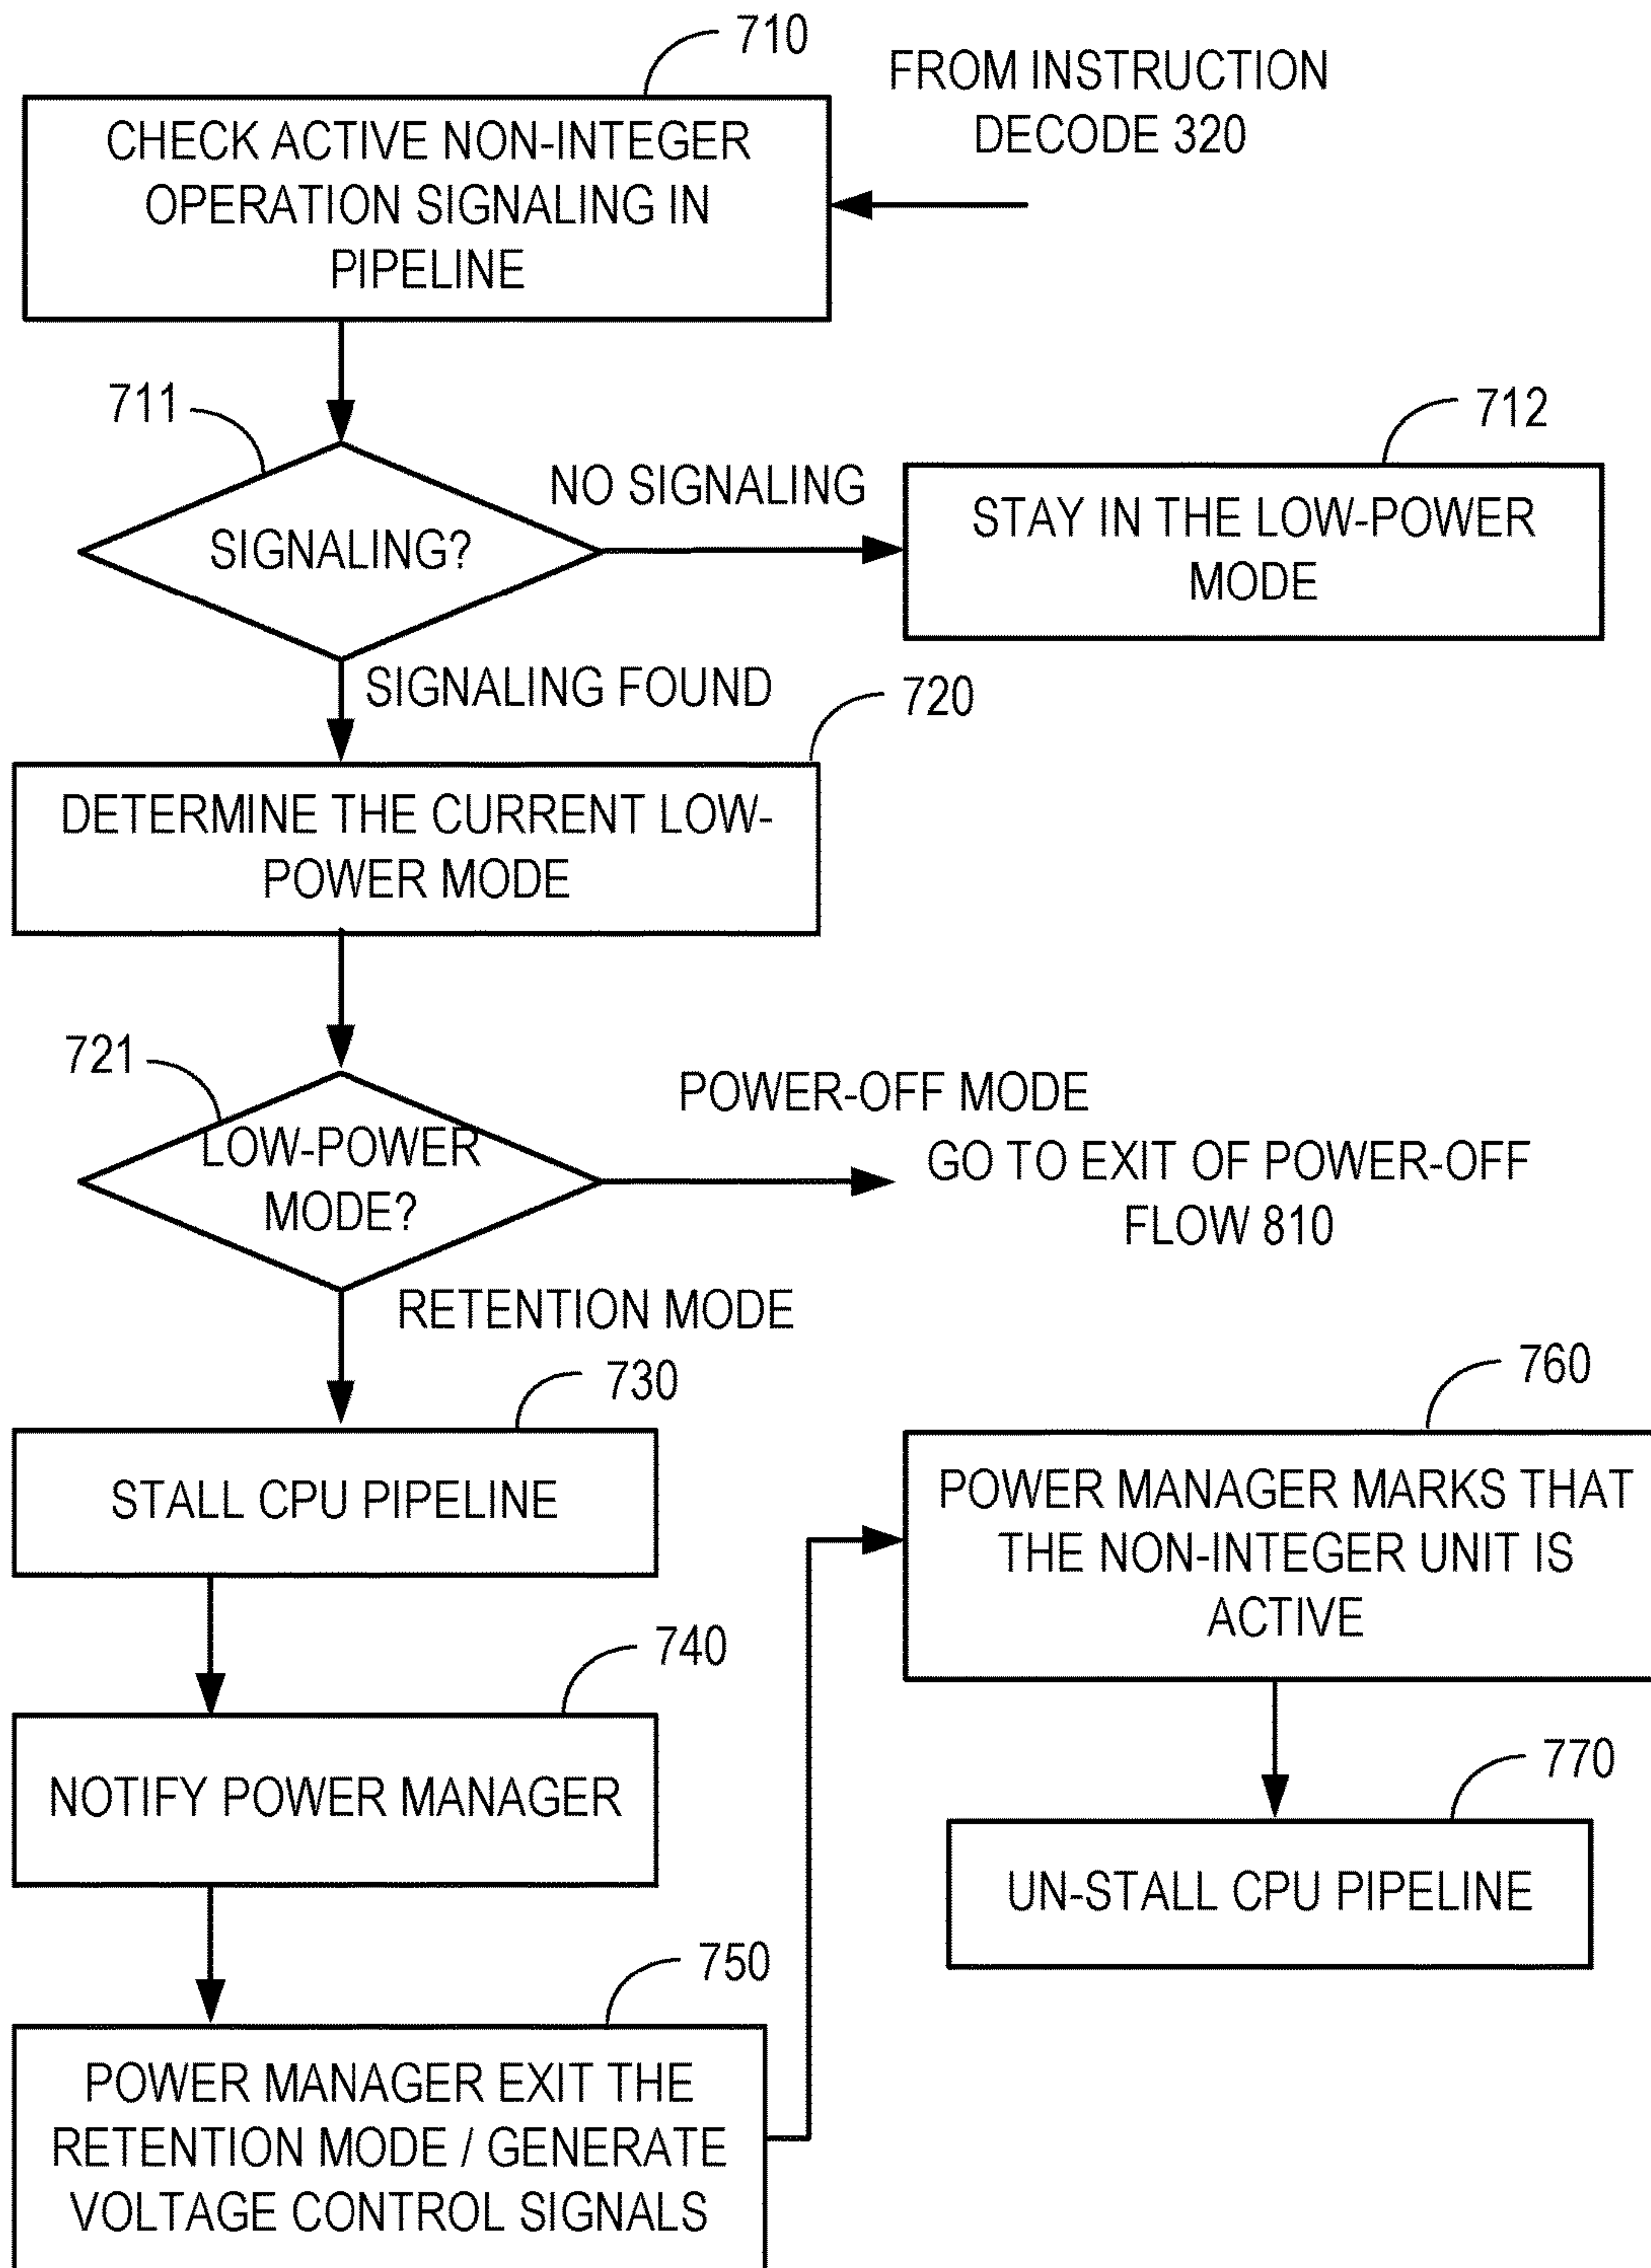 710
FROM INSTRUCTION
DECODE 320
CHECK ACTIVE NON-INTEGER
OPERATION SIGNALING IN
PIPELINE
711
SIGNALING?
NO SIGNALING
712
STAY IN THE LOW-POWER
MODE
SIGNALING FOUND
720
DETERMINE THE CURRENT LOW-
POWER MODE
721
LOW-POWER
MODE?
POWER-OFF MODE
GO TO EXIT OF POWER-OFF
FLOW 810
RETENTION MODE
730
STALL CPU PIPELINE
740
NOTIFY POWER MANAGER
750
POWER MANAGER EXIT THE
RETENTION MODE / GENERATE
VOLTAGE CONTROL SIGNALS
760
POWER MANAGER MARKS THAT
THE NON-INTEGER UNIT IS
ACTIVE
770
UN-STALL CPU PIPELINE